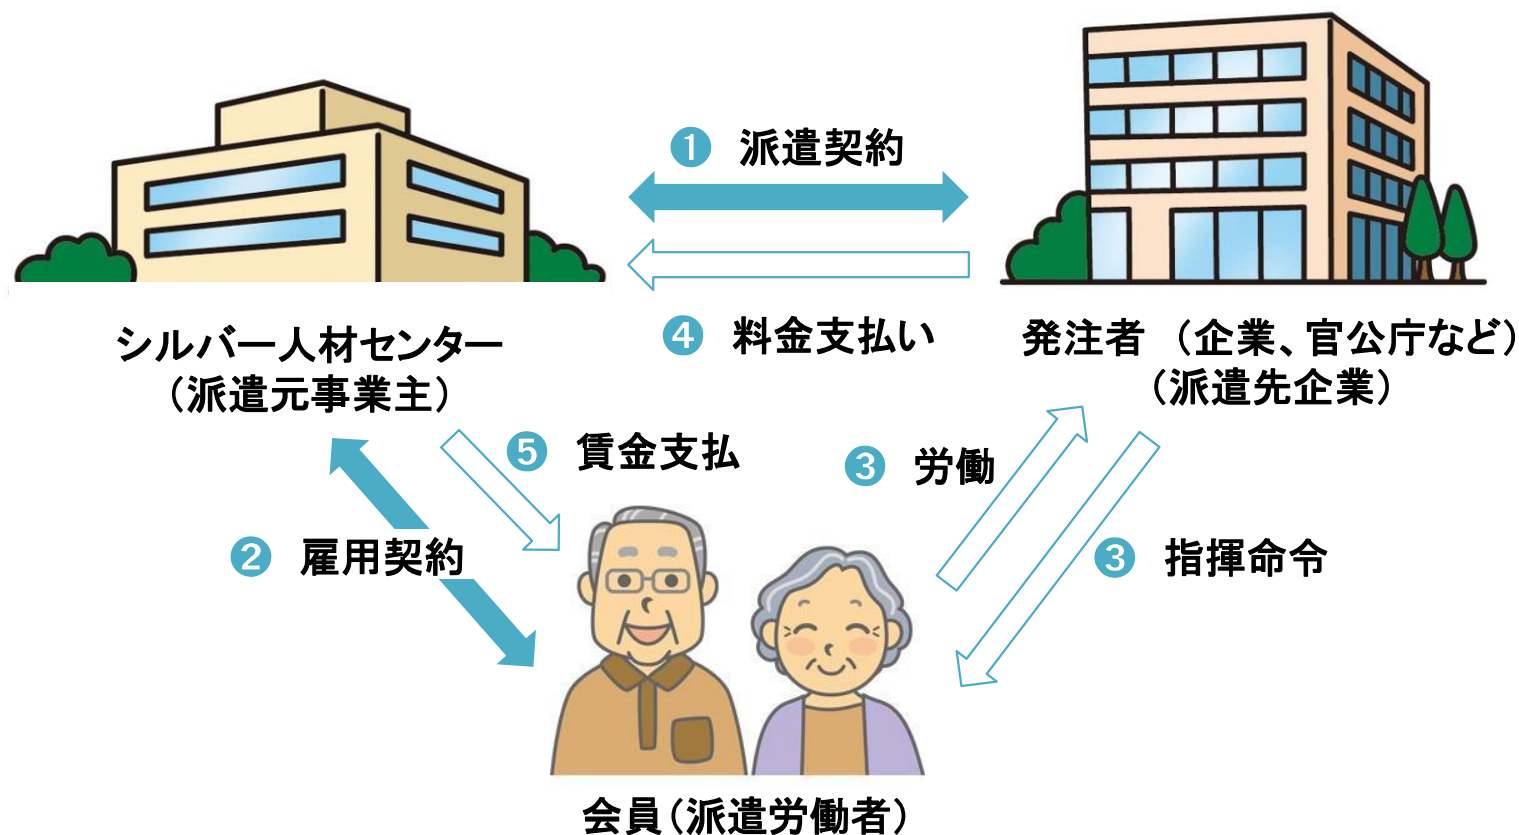 ❶ 派遣契約
❹ 料金支払い
シルバー人材センター
（派遣元事業主）
発注者 （企業、官公庁など）
（派遣先企業）
❺ 賃金支払
❸ 労働
❷ 雇用契約
❸ 指揮命令
会員（派遣労働者）